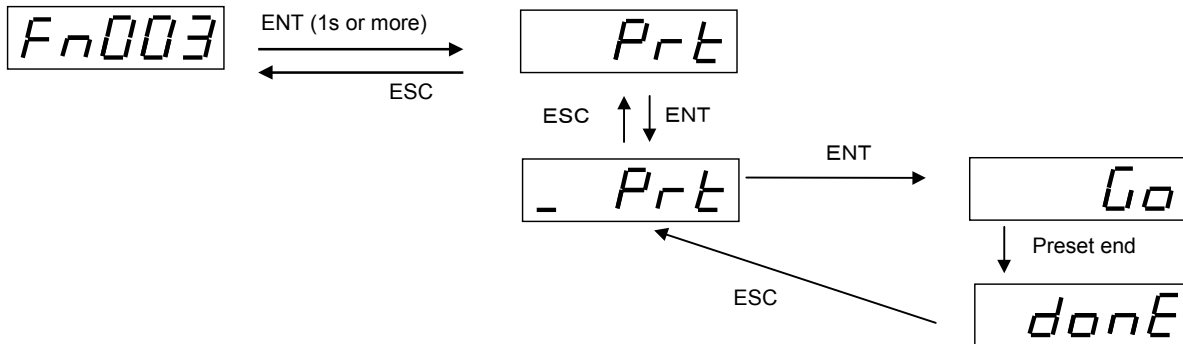 Fn003
ENT (1s or more)
ESC
Prt
ESC
ENT
_ Prt
ENT
Go
Preset end
donE
ESC